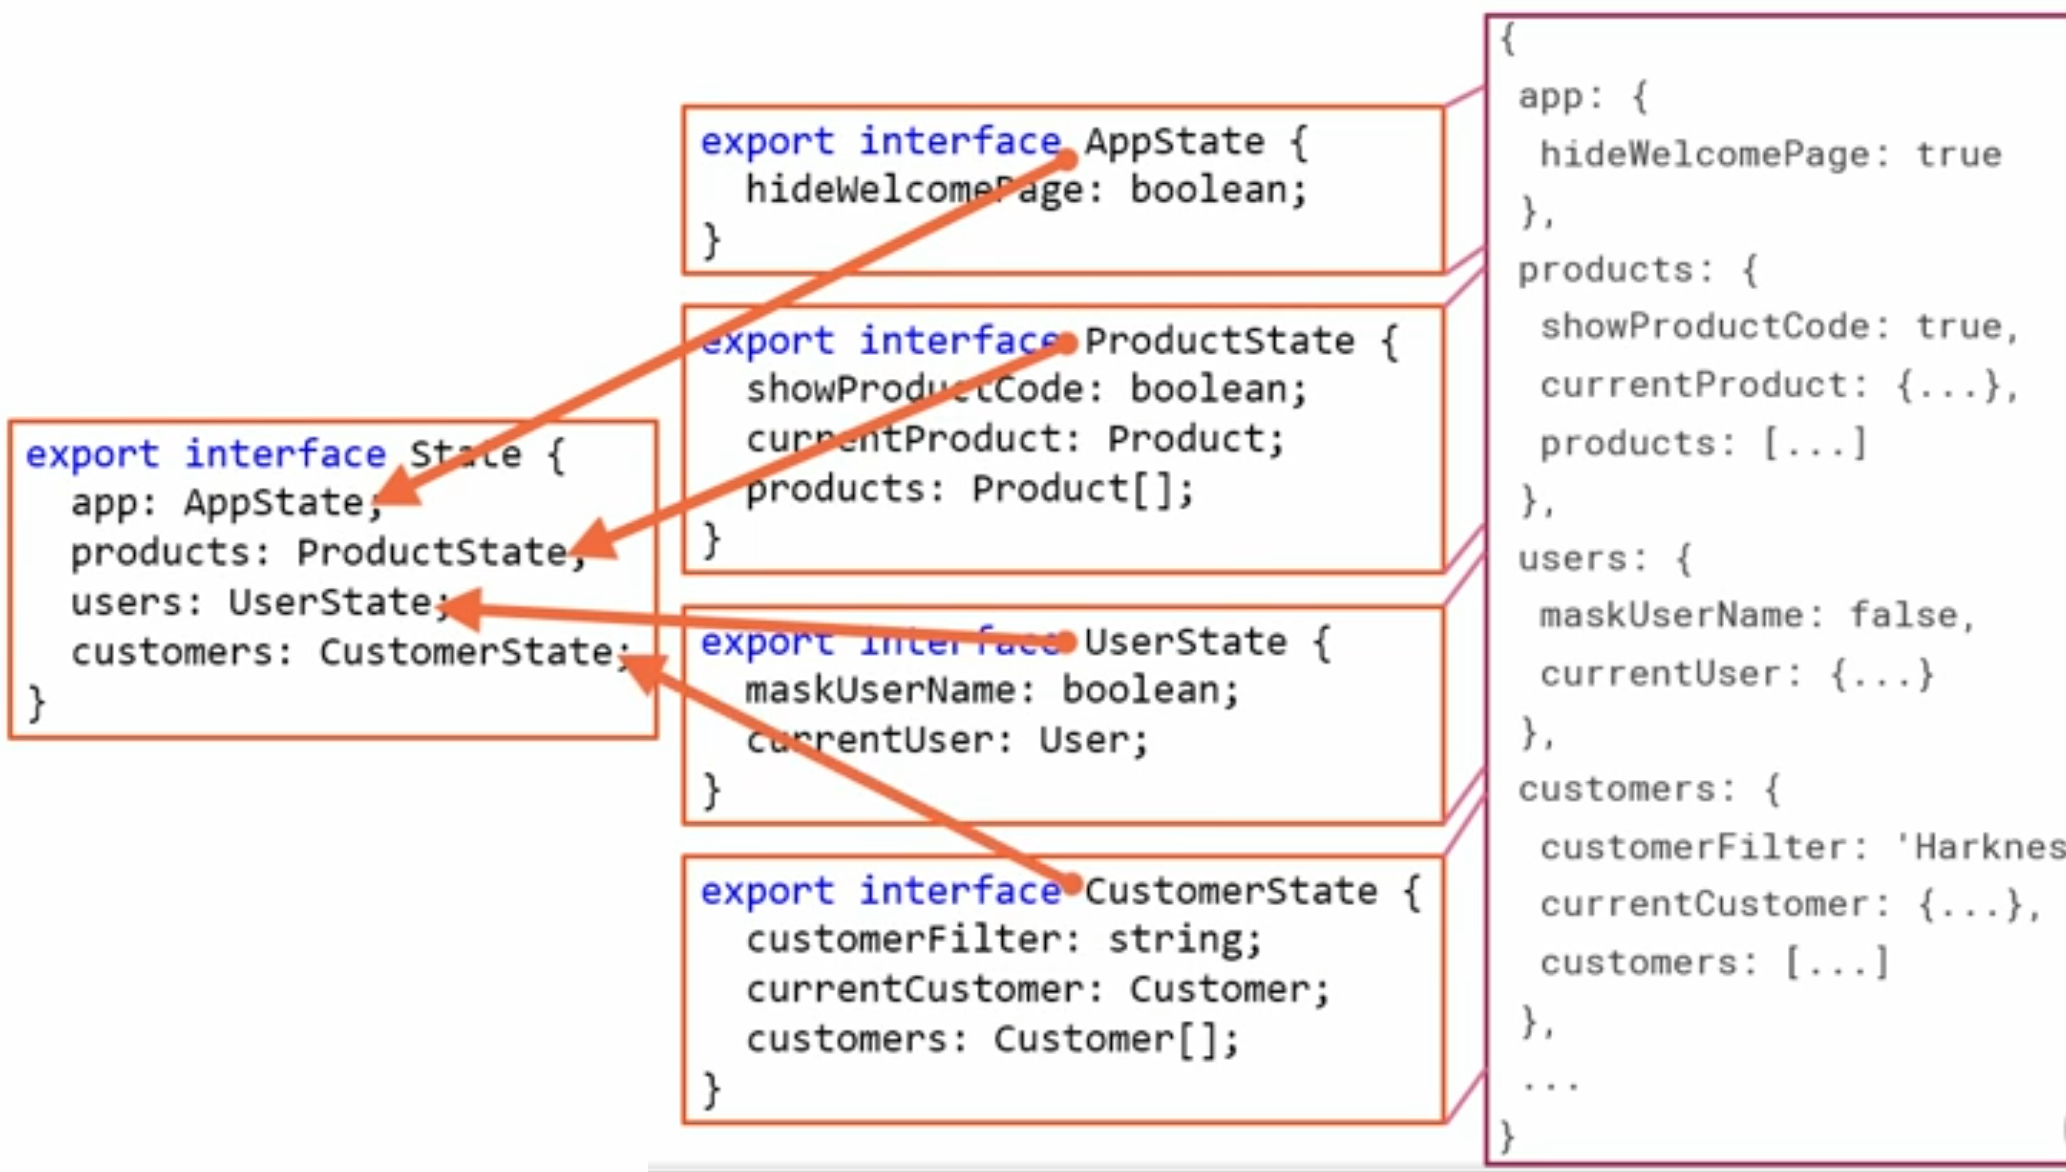 export interface State {
app: AppState;
products: ProductState;
users: UserState;
customers: CustomerState;
}
export interface AppState {
hideWelcomePage: boolean;
}
export interface ProductState {
showProductCode: boolean;
currentProduct: Product;
products: Product[];
}
export interface UserState {
maskUserName: boolean;
currentUser: User;
}
export interface CustomerState {
customerFilter: string;
currentCustomer: Customer;
customers: Customer[];
}
{
app: {
hideWelcomePage: true
},
products: {
showProductCode: true,
currentProduct: {...},
products: [...]
},
users: {
maskUserName: false,
currentUser: {...}
},
customers: {
customerFilter: 'Harknes
currentCustomer: {...},
customers: [...]
},
...
}